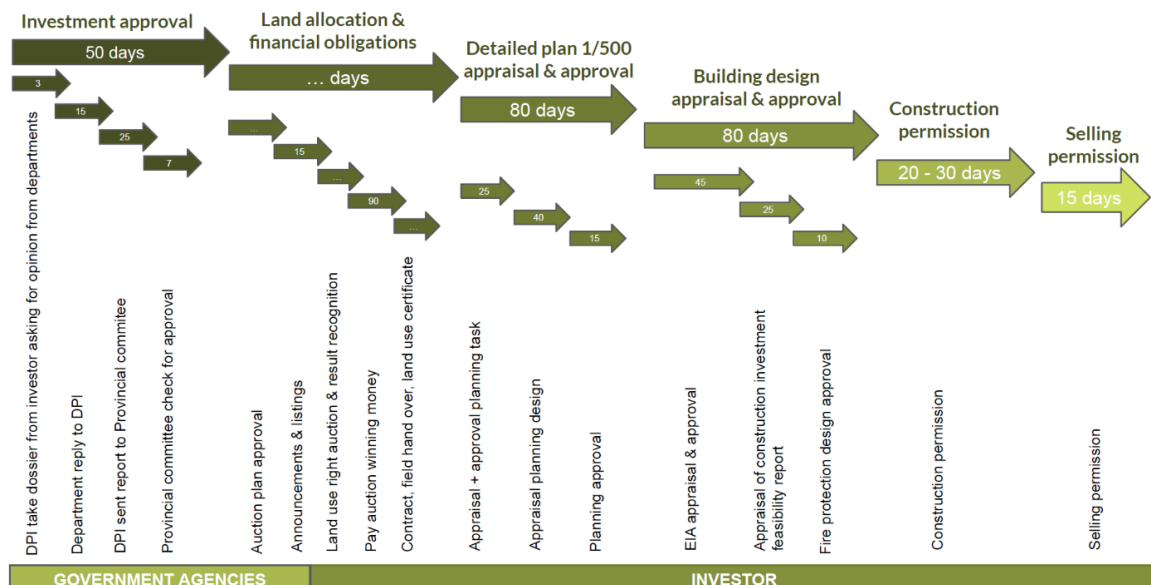 Investment approval
50 days
3
15
25
7
Land allocation &
financial obligations
... days
...
15
...
90
...
Detailed plan 1/500
appraisal & approval
80 days
25
40
15
Building design
appraisal & approval
80 days
45
25
10
Construction
permission
20 - 30 days
Selling
permission
15 days
DPI take dossier from investor asking for opinion from departments
Department reply to DPI
DPI sent report to Provincial commitee
Provincial committee check for approval
Auction plan approval
Announcements & listings
Land use right auction & result recognition
Pay auction winning money
Contract, field hand over, land use certificate
Appraisal + approval planning task
Appraisal planning design
Planning approval
EIA appraisal & approval
Appraisal of construction investment
feasibility report
Fire protection design approval
Construction permission
Selling permission
GOVERNMENT AGENCIES
INVESTOR